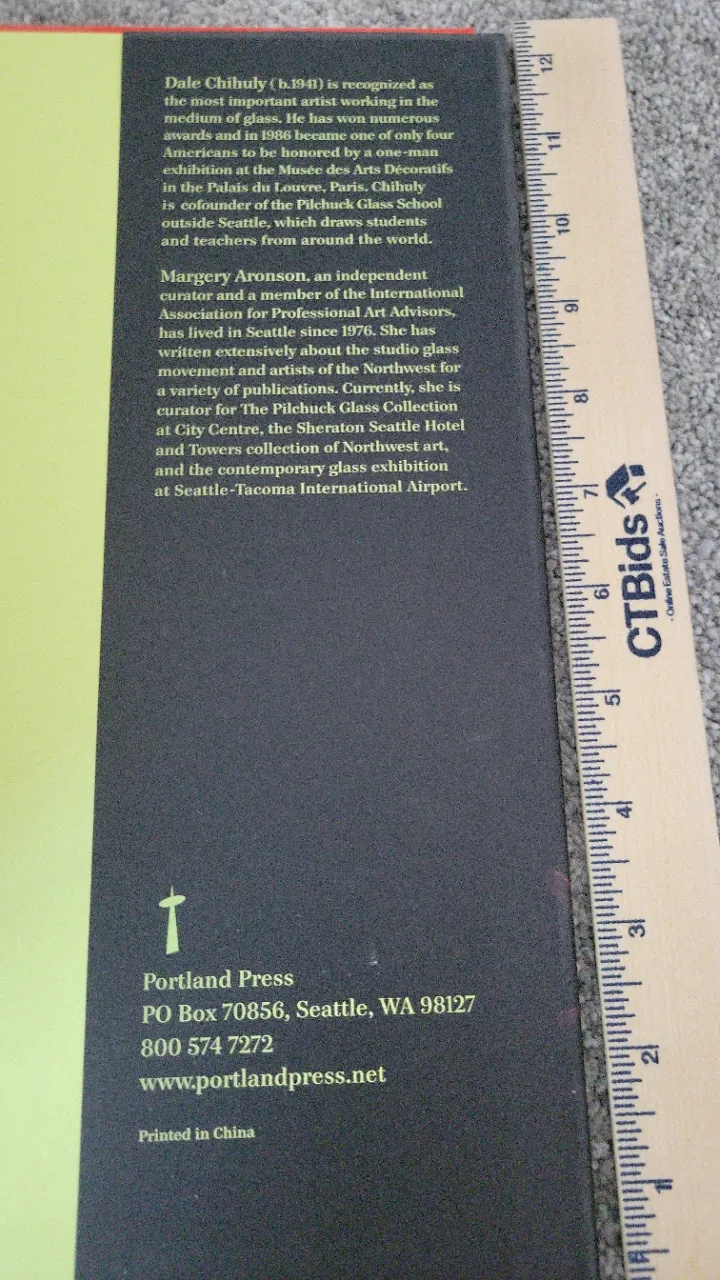 Dale Chihuly (b.1941) is recognized as
the most important artist working in the
medium of glass. He has won numerous
awards and in 1986 became one of only four
Americans to be honored by a one-man
exhibition at the Musée des Arts Décoratifs
in the Palais du Louvre, Paris. Chihuly
is cofounder of the Pilchuck Glass School
outside Seattle, which draws students
and teachers from around the world.
Margery Aronson, an independent
curator and a member of the International
Association for Professional Art Advisors,
has lived in Seattle since 1976. She has
written extensively about the studio glass
movement and artists of the Northwest for
a variety of publications. Currently, she is
curator for The Pilchuck Glass Collection
at City Centre, the Sheraton Seattle Hotel
and Towers collection of Northwest art,
and the contemporary glass exhibition
at Seattle-Tacoma International Airport.
Portland Press
PO Box 70856, Seattle, WA 98127
800 574 7272
www.portlandpress.net
Printed in China
12
11
10
9
8
7
6
5
4
3
2
1
CTBids
· Online Estate Sale Auctions ·